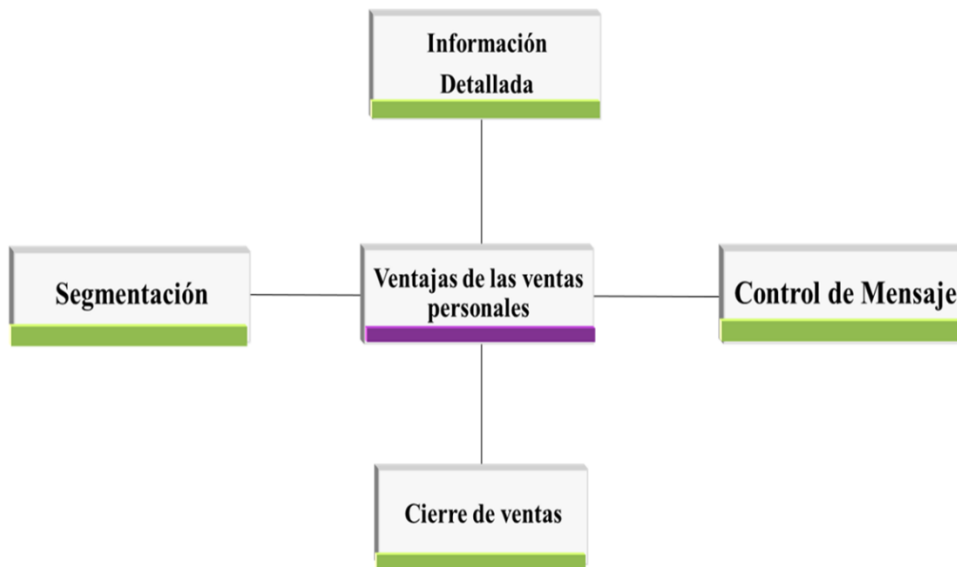 Información
Detallada
Segmentación
Ventajas de las ventas
personales
Control de Mensaje
Cierre de ventas